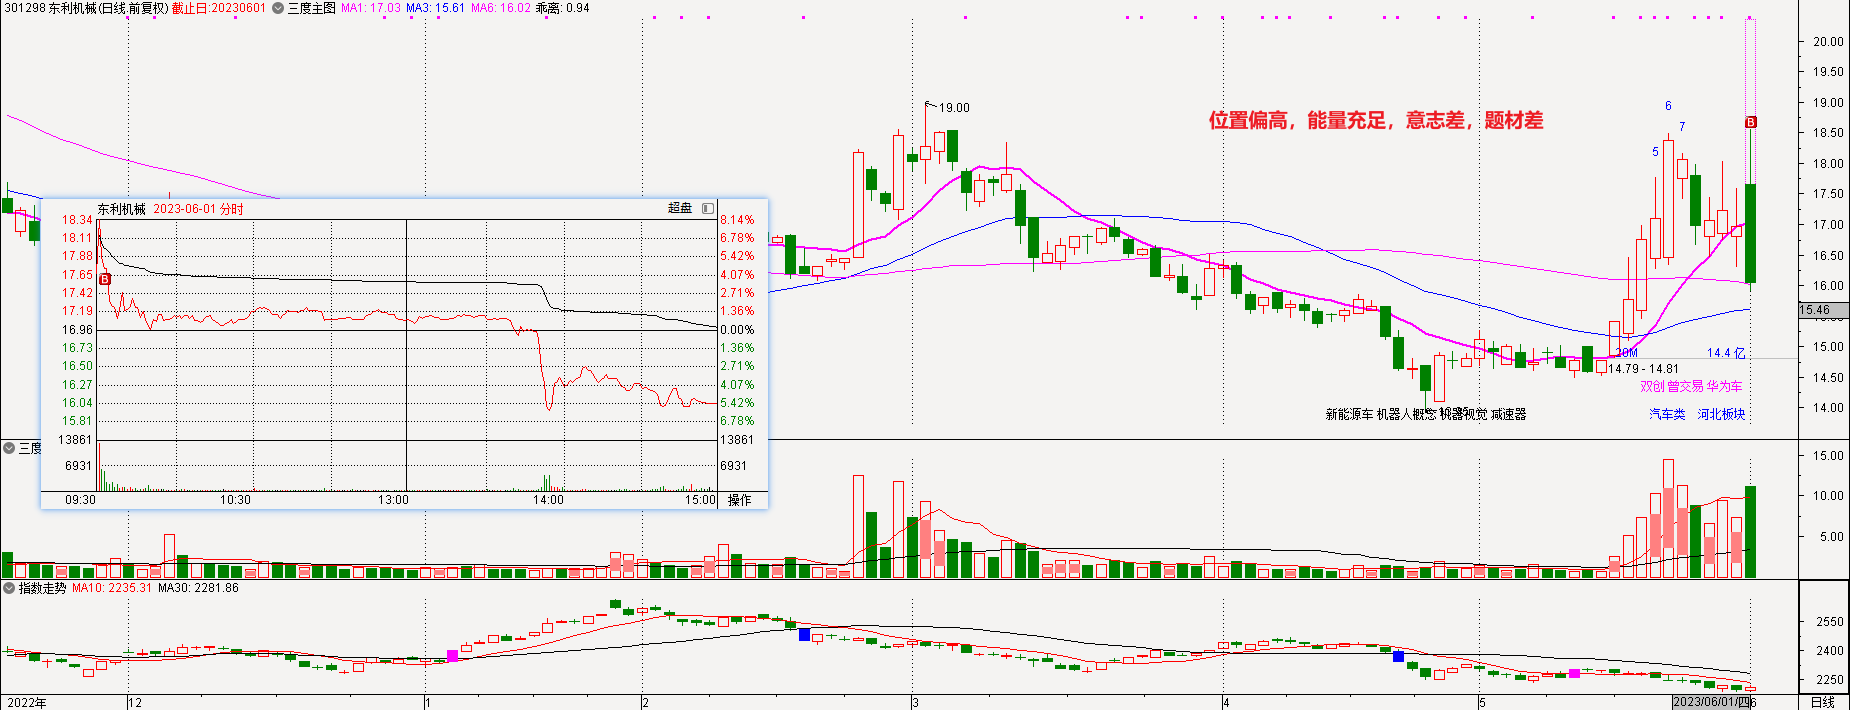 301298 东利机械(日线.前复权) 截止日:20230601 三度主图 MA1: 17.03 MA3: 15.61 MA6: 16.02 乖离: 0.94
20.00
19.50
19.00
18.50
18.00
17.50
17.00
16.50
16.00
15.46
15.00
14.50
14.00
19.00
位置偏高，能量充足，意志差，题材差
6
7
5
B
30M
14.4 亿
14.79 - 14.81
双创 曾交易 华为车
新能源车 机器人概念 机器视觉 减速器
汽车类 河北板块
东利机械 2023-06-01 分时
超盘
18.34 8.14%
18.11 6.78%
17.88 5.42%
17.65 4.07%
B
17.42 2.71%
17.19 1.36%
16.96 0.00%
16.73 1.36%
16.50 2.71%
16.27 4.07%
16.04 5.42%
15.81 6.78%
13861 13861
6931 6931
09:30 10:30 13:00 14:00 15:00 操作
三度
15.00
10.00
5.00
指数走势 MA10: 2235.31 MA30: 2281.86
2550
2400
2250
2022年 12 1 2 3 4 5 2023/06/01/四 6 日线